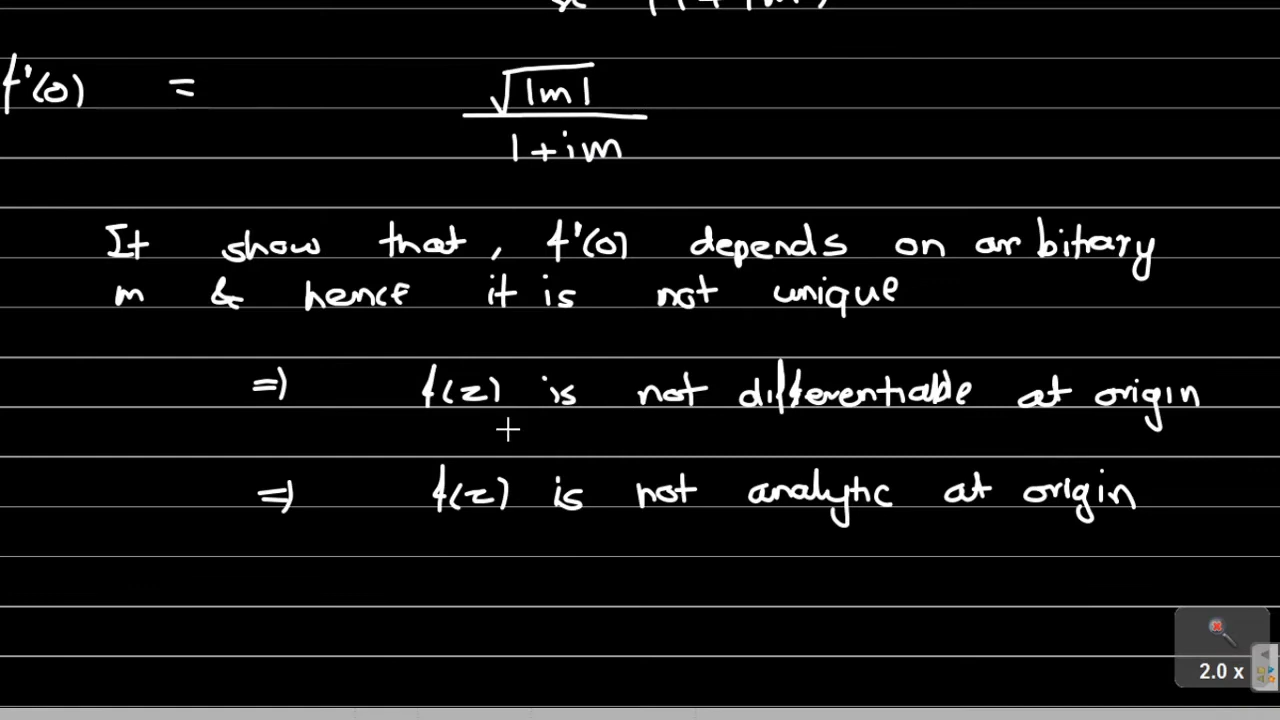 f'(0) = √|m| / 1+im
It show that, f'(0) depends on arbitrary
m & hence it is not unique
⇒ f(z) is not differentiable at origin
⇒ f(z) is not analytic at origin
2.0 x